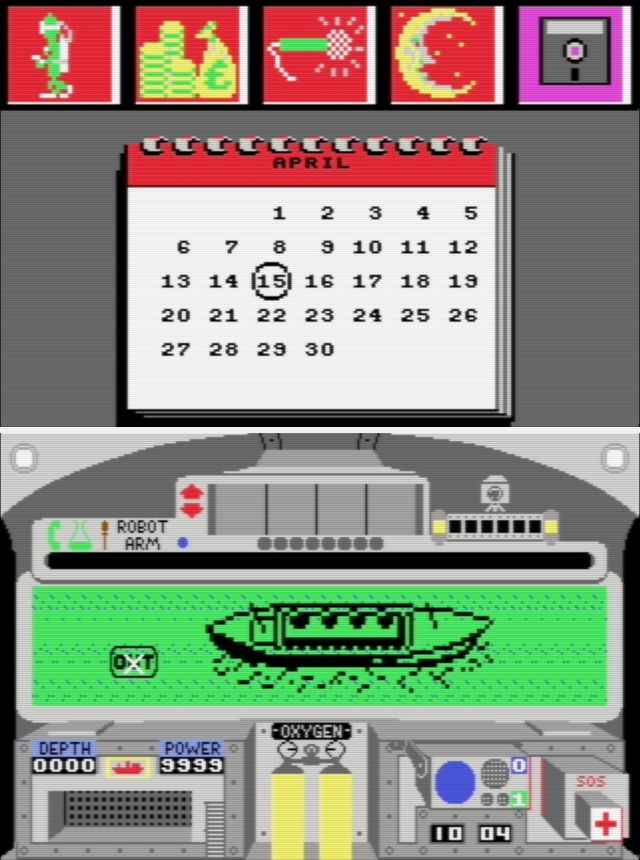 €
APRIL
1 2 3 4 5
6 7 8 9 10 11 12
13 14 15 16 17 18 19
20 21 22 23 24 25 26
27 28 29 30
ROBOT
ARM
OXT
OXYGEN
DEPTH
0000
POWER
9999
0
1
SOS
10 04